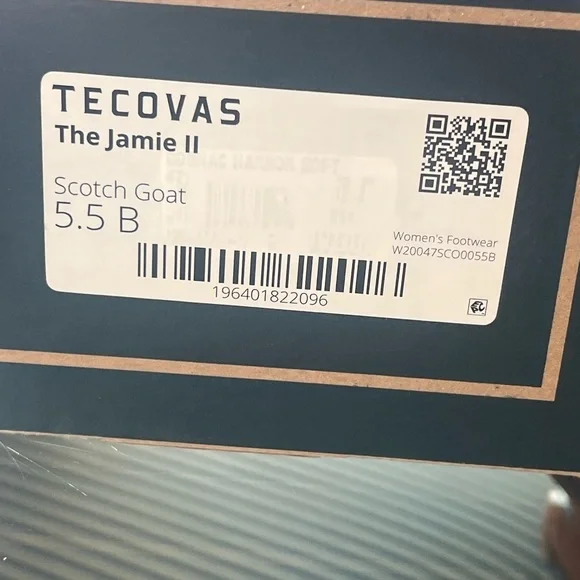 TECOVAS
The Jamie II
Scotch Goat
5.5 B
Women's Footwear
W20047SCO0055B
196401822096